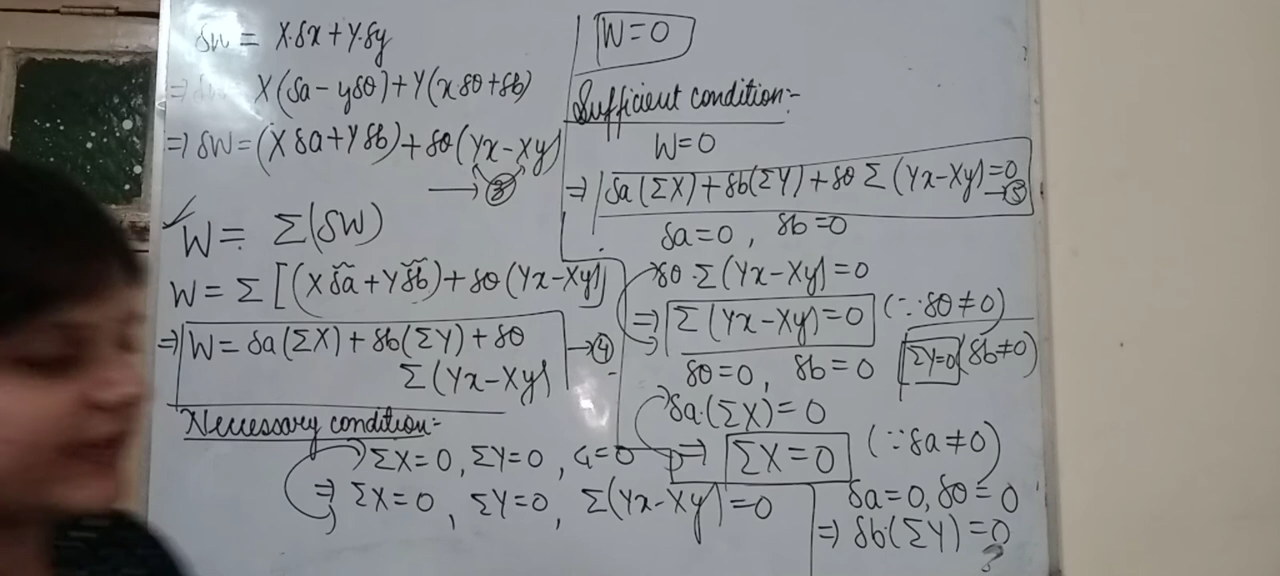 δW = X.δx + Y.δy
⇒ δW = X(δa - yδθ) + Y(xδθ + δb)
⇒ δW = (Xδa + Yδb) + δθ(Yx - Xy)
→ ③
W = Σ(δW)
W = Σ[(Xδa + Yδb) + δθ(Yx - Xy)]
⇒ W = δa(ΣX) + δb(ΣY) + δθ
Σ(Yx - Xy) → ④
Necessary condition:-
ΣX = 0, ΣY = 0, G = 0
⇒ ΣX = 0, ΣY = 0, Σ(Yx - Xy) = 0
W = 0
Sufficient condition:-
W = 0
⇒ δa(ΣX) + δb(ΣY) + δθ Σ(Yx - Xy) = 0 → ⑤
δa = 0, δb = 0
δθ.Σ(Yx - Xy) = 0
⇒ Σ(Yx - Xy) = 0 (∵ δθ ≠ 0)
δθ = 0, δb = 0
ΣY = 0 (δb ≠ 0)
δa.(ΣX) = 0
⇒ ΣX = 0 (∵ δa ≠ 0)
δa = 0, δθ = 0
⇒ δb.(ΣY) = 0
?